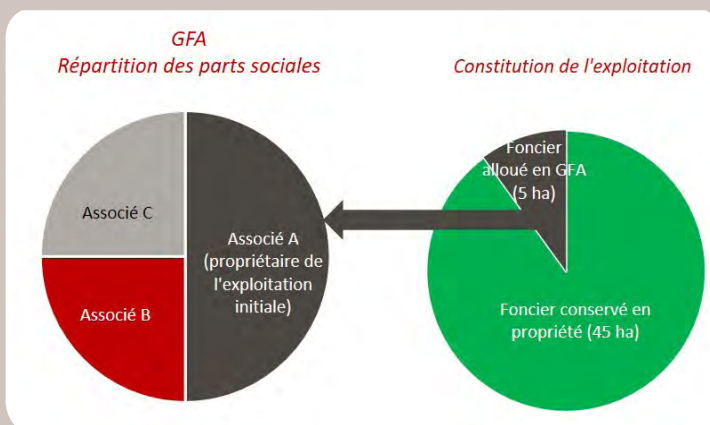 GFA
Répartition des parts sociales
Constitution de l'exploitation
Associé C
Associé B
Associé A
(propriétaire de
l'exploitation
initiale)
Foncier
alloué en GFA
(5 ha)
Foncier conservé en
propriété (45 ha)